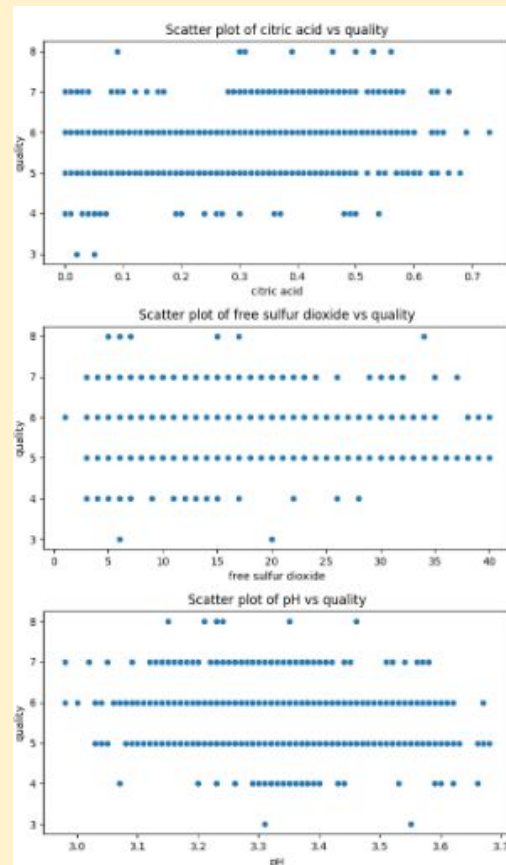 Scatter plot of citric acid vs quality
8
7
6
5
4
3
quality
0.0 0.1 0.2 0.3 0.4 0.5 0.6 0.7
citric acid
Scatter plot of free sulfur dioxide vs quality
8
7
6
5
4
3
quality
0 5 10 15 20 25 30 35 40
free sulfur dioxide
Scatter plot of pH vs quality
8
7
6
5
4
3
quality
3.0 3.1 3.2 3.3 3.4 3.5 3.6
pH